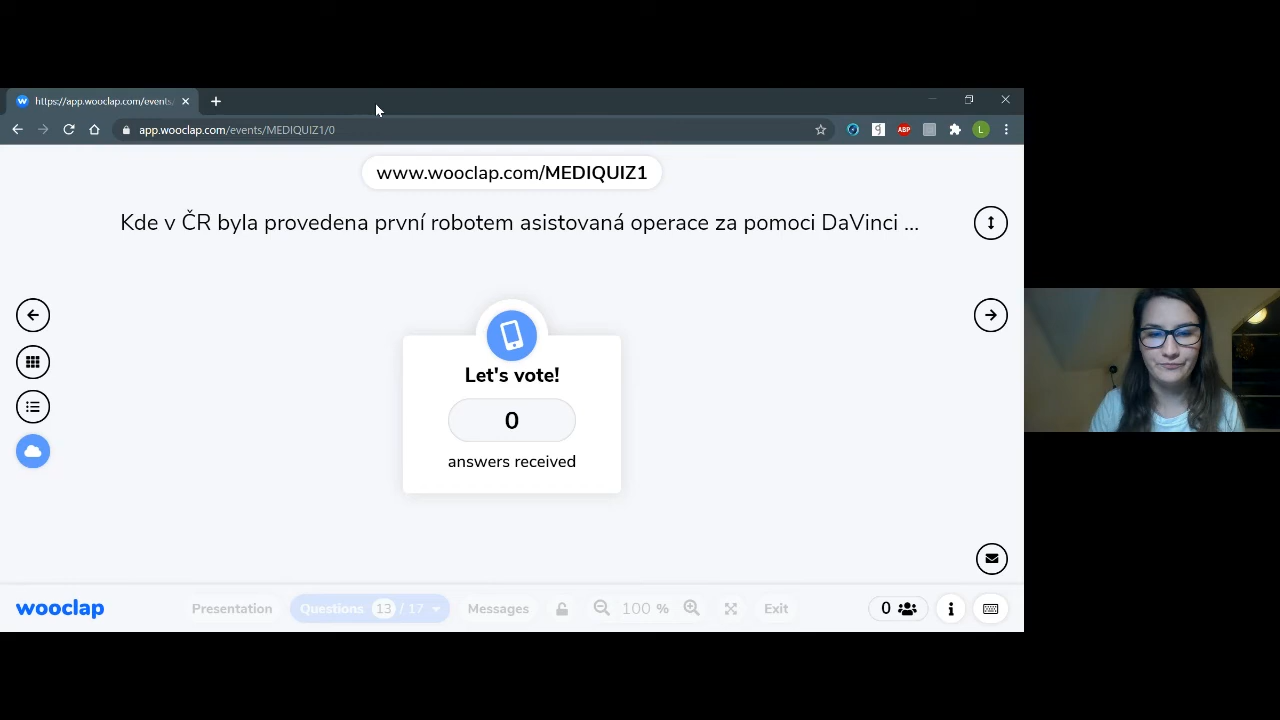 https://app.wooclap.com/events
app.wooclap.com/events/MEDIQUIZ1/0
ABP
L
www.wooclap.com/MEDIQUIZ1
Kde v ČR byla provedena první robotem asistovaná operace za pomoci DaVinci ...
Let's vote!
0
answers received
wooclap
Presentation
Questions 13 / 17
Messages
100 %
Exit
0